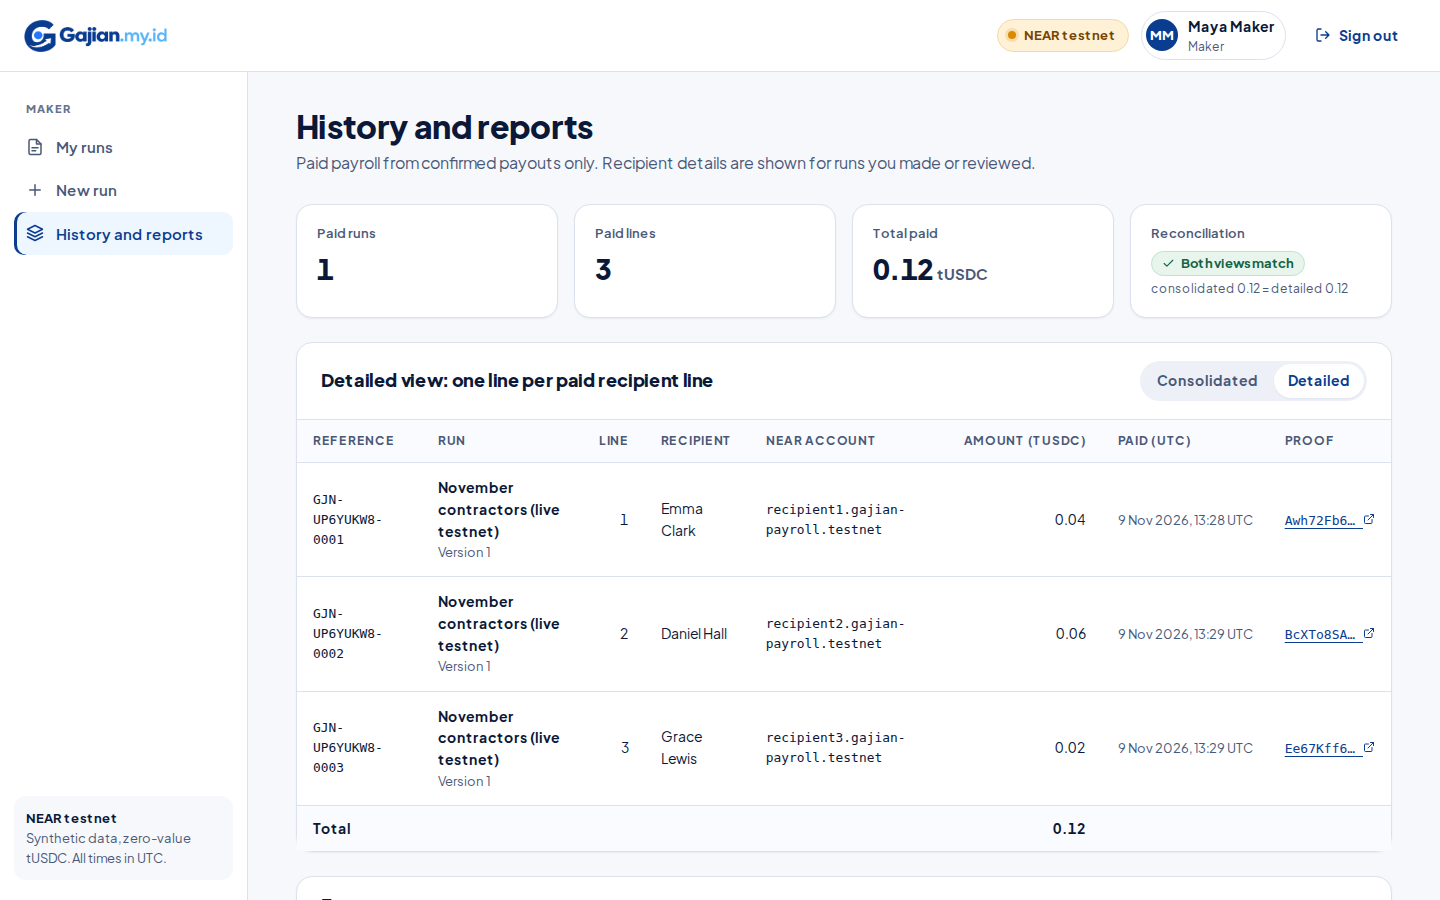 Gajian.my.id
NEAR testnet
MM
Maya Maker
Maker
Sign out
MAKER
My runs
New run
History and reports
NEAR testnet
Synthetic data, zero-value
tUSDC. All times in UTC.
History and reports
Paid payroll from confirmed payouts only. Recipient details are shown for runs you made or reviewed.
Paid runs
1
Paid lines
3
Total paid
0.12 tUSDC
Reconciliation
Both views match
consolidated 0.12 = detailed 0.12
Detailed view: one line per paid recipient line
Consolidated
Detailed
REFERENCE RUN LINE RECIPIENT NEAR ACCOUNT AMOUNT (TUSDC) PAID (UTC) PROOF
GJN-
UP6YUKW8-
0001
November
contractors (live
testnet)
Version 1
1
Emma
Clark
recipient1.gajian-
payroll.testnet
0.04
9 Nov 2026, 13:28 UTC
Awh72Fb6…
GJN-
UP6YUKW8-
0002
November
contractors (live
testnet)
Version 1
2
Daniel Hall
recipient2.gajian-
payroll.testnet
0.06
9 Nov 2026, 13:29 UTC
BcXTo8SA…
GJN-
UP6YUKW8-
0003
November
contractors (live
testnet)
Version 1
3
Grace
Lewis
recipient3.gajian-
payroll.testnet
0.02
9 Nov 2026, 13:29 UTC
Ee67Kff6…
Total 0.12